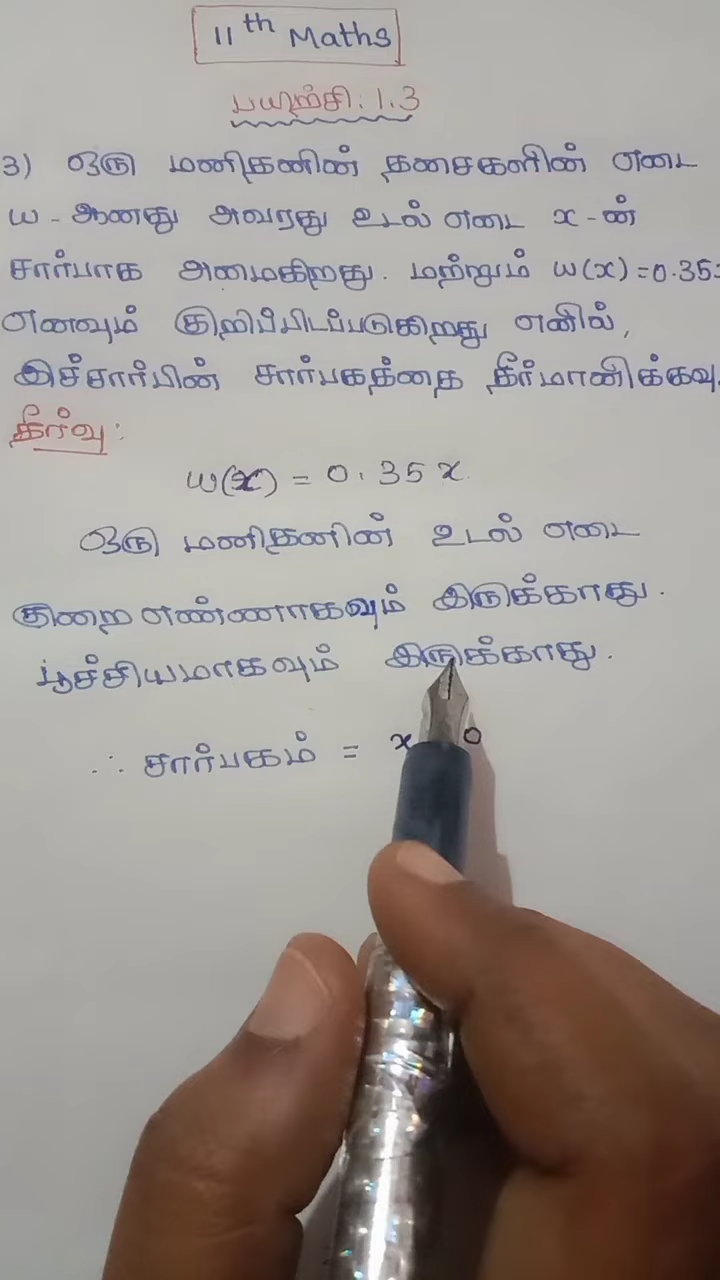 11th Maths
பயிற்சி: 1.3
3) ஒரு மனிதனின் தசைகளின் எடை
w - ஆனது அவரது உடல் எடை x - ன்
சார்பாக அமைகிறது. மற்றும் w(x) = 0.35
எனவும் குறிப்பிடப்படுகிறது எனில்,
இச்சார்பின் சார்பகத்தை தீர்மானிக்கவு
தீர்வு:
w(x) = 0.35 x
ஒரு மனிதனின் உடல் எடை
குறை எண்ணாகவும் இருக்காது.
பூச்சியமாகவும் இருக்காது.
∴ சார்பகம் = x 0